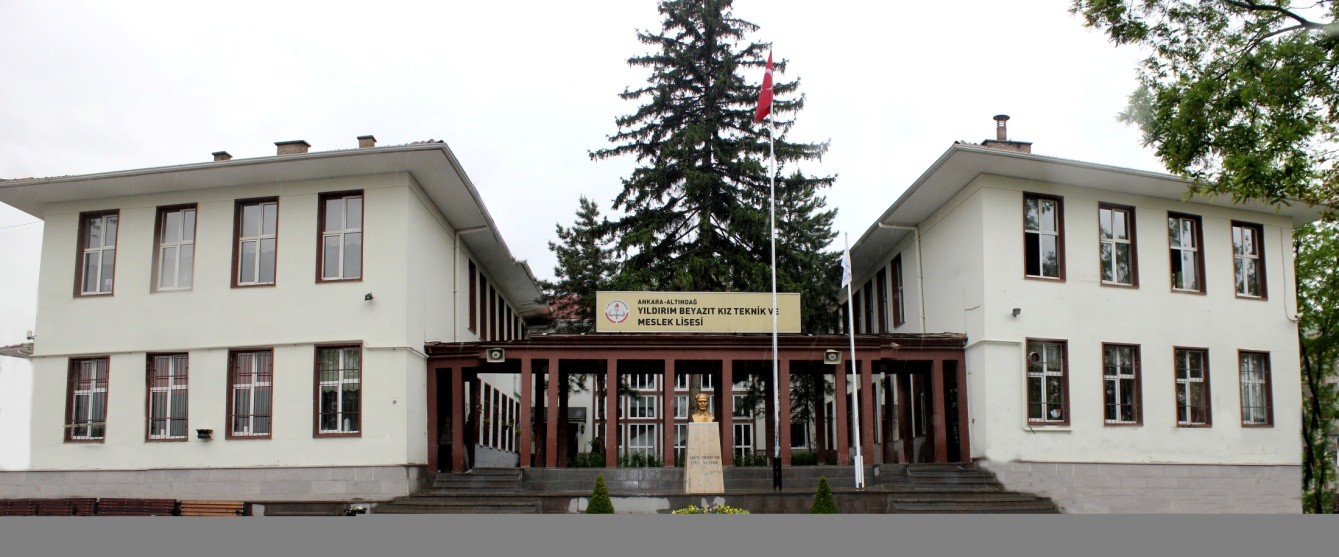 ANKARA-ALTINDAĞ
YILDIRIM BEYAZIT KIZ TEKNİK VE
MESLEK LİSESİ